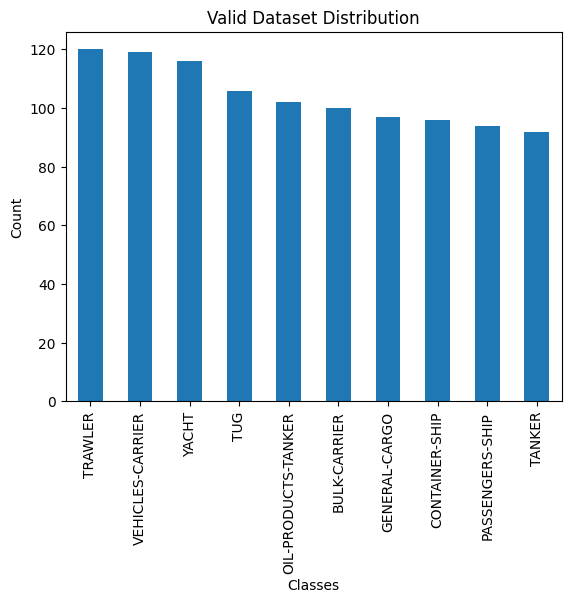 Valid Dataset Distribution
Count
120
100
80
60
40
20
0
TRAWLER
VEHICLES-CARRIER
YACHT
TUG
OIL-PRODUCTS-TANKER
BULK-CARRIER
GENERAL-CARGO
CONTAINER-SHIP
PASSENGERS-SHIP
TANKER
Classes